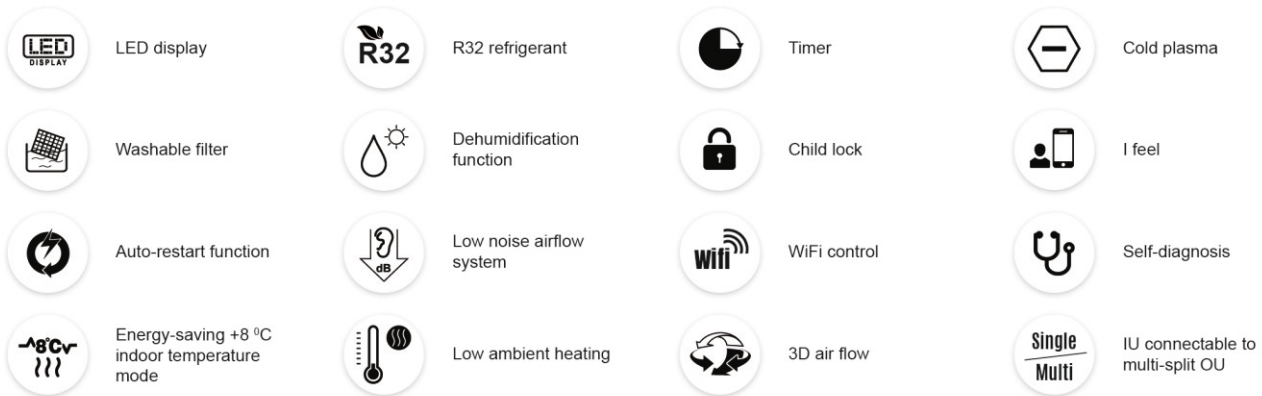 LED
DISPLAY
LED display
R32
R32 refrigerant
Timer
Cold plasma
Washable filter
Dehumidification
function
Child lock
I feel
Auto-restart function
dB
Low noise airflow
system
Wifi
WiFi control
Self-diagnosis
8°C
Energy-saving +8 ⁰C
indoor temperature
mode
Low ambient heating
3D air flow
Single
Multi
IU connectable to
multi-split OU